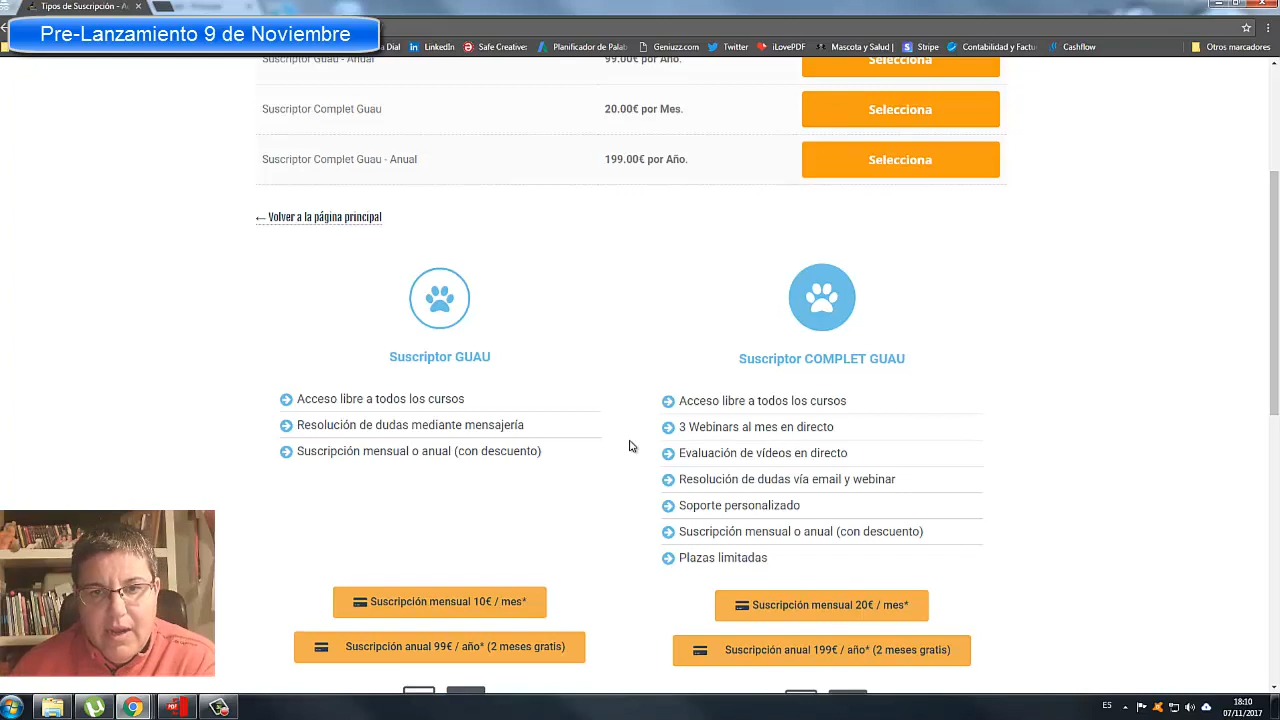 Tipos de Suscripción - A
Pre-Lanzamiento 9 de Noviembre
Dial
LinkedIn
Safe Creative:
Planificador de Palab
Geniuzz.com
Twitter
iLovePDF
Mascota y Salud |
Stripe
Contabilidad y Factu
Cashflow
Otros marcadores
Suscriptor Guau - Anual 99.00€ por Año. Selecciona
Suscriptor Complet Guau 20.00€ por Mes. Selecciona
Suscriptor Complet Guau - Anual 199.00€ por Año. Selecciona
← Volver a la página principal
Suscriptor GUAU
Acceso libre a todos los cursos
Resolución de dudas mediante mensajería
Suscripción mensual o anual (con descuento)
Suscripción mensual 10€ / mes*
Suscripción anual 99€ / año* (2 meses gratis)
Suscriptor COMPLET GUAU
Acceso libre a todos los cursos
3 Webinars al mes en directo
Evaluación de vídeos en directo
Resolución de dudas vía email y webinar
Soporte personalizado
Suscripción mensual o anual (con descuento)
Plazas limitadas
Suscripción mensual 20€ / mes*
Suscripción anual 199€ / año* (2 meses gratis)
ES
18:10
07/11/2017